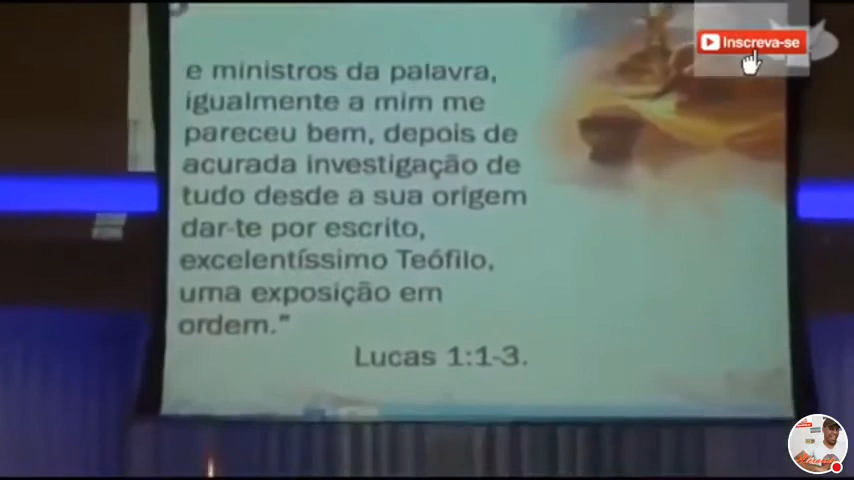 Inscreva-se
e ministros da palavra,
igualmente a mim me
pareceu bem, depois de
acurada investigação de
tudo desde a sua origem
dar-te por escrito,
excelentíssimo Teófilo,
uma exposição em
ordem."
Lucas 1:1-3.